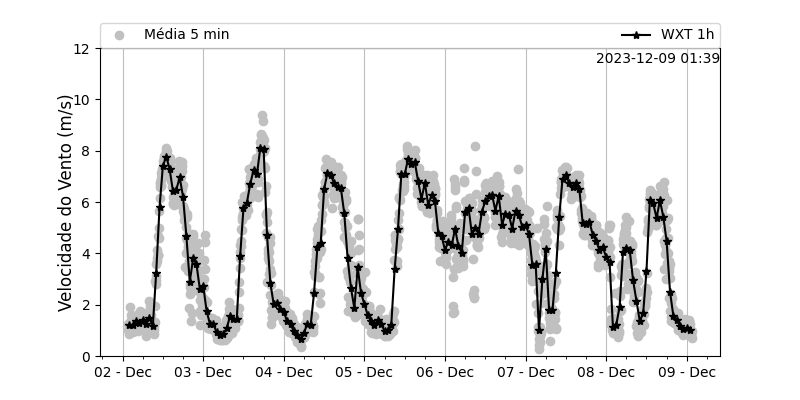 Média 5 min
WXT 1h
2023-12-09 01:39
Velocidade do Vento (m/s)
12
10
8
6
4
2
0
02 - Dec
03 - Dec
04 - Dec
05 - Dec
06 - Dec
07 - Dec
08 - Dec
09 - Dec